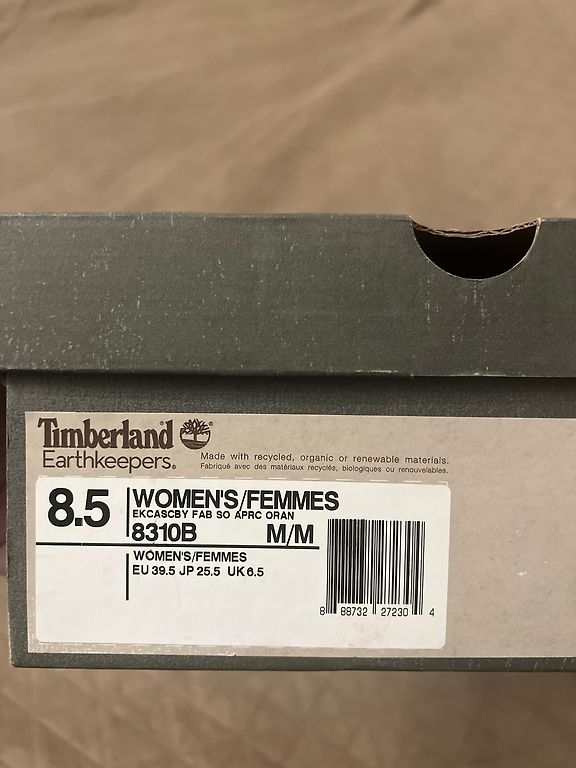 Timberland
Earthkeepers®
Made with recycled, organic or renewable materials.
Fabriqué avec des matériaux recyclés, biologiques ou renouvelables.
8.5
WOMEN'S/FEMMES
EKCASCBY FAB SO APRC ORAN
8310B M/M
WOMEN'S/FEMMES
EU 39.5 JP 25.5 UK 6.5
8 88732 27230 4